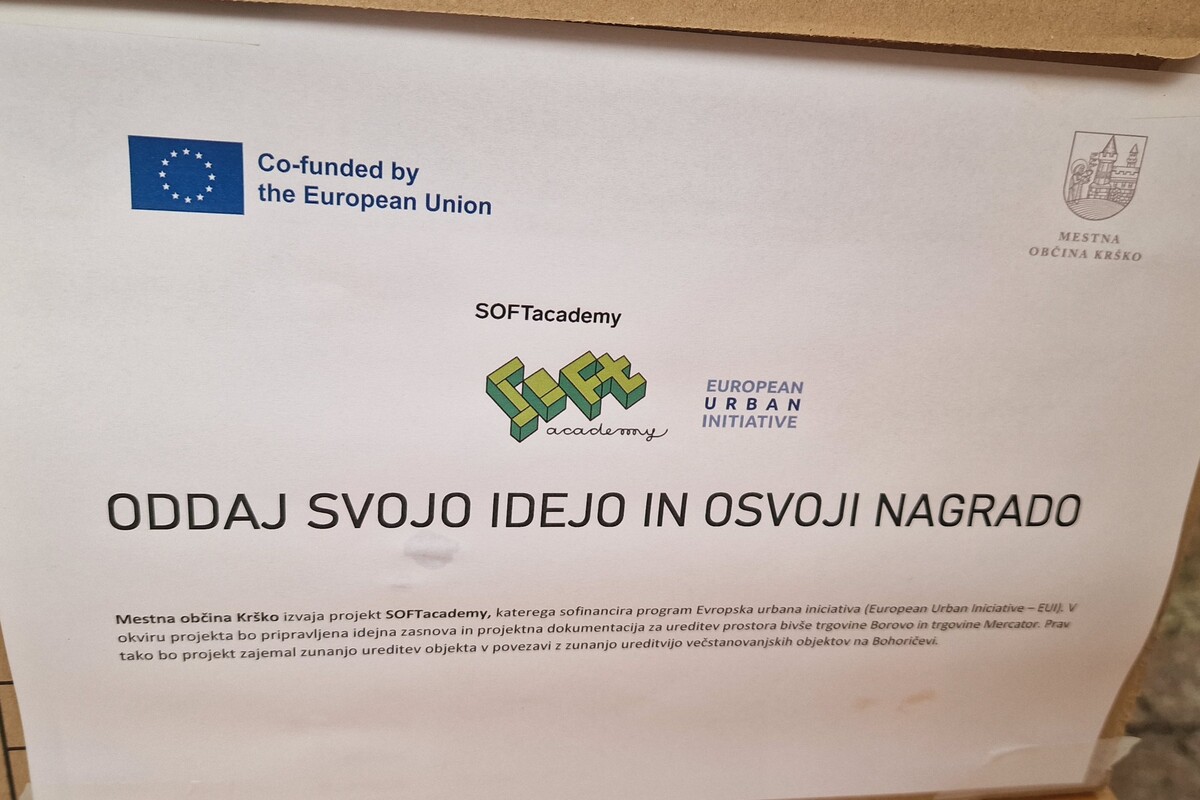 Co-funded by
the European Union
MESTNA
OBČINA KRŠKO
SOFTacademy
SOFt
academy
EUROPEAN
URBAN
INITIATIVE
ODDAJ SVOJO IDEJO IN OSVOJI NAGRADO
Mestna občina Krško izvaja projekt SOFTacademy, katerega sofinancira program Evropska urbana iniciativa (European Urban Iniciative – EUI). V
okviru projekta bo pripravljena idejna zasnova in projektna dokumentacija za ureditev prostora bivše trgovine Borovo in trgovine Mercator. Prav
tako bo projekt zajemal zunanjo ureditev objekta v povezavi z zunanjo ureditvijo večstanovanjskih objektov na Bohoričevi.